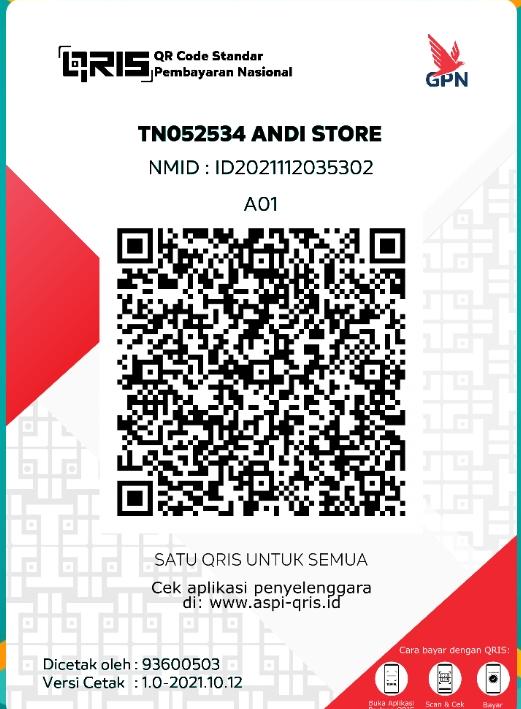 QRIS
QR Code Standar
Pembayaran Nasional
GPN
TN052534 ANDI STORE
NMID : ID2021112035302
A01
SATU QRIS UNTUK SEMUA
Cek aplikasi penyelenggara
di: www.aspi-qris.id
Dicetak oleh : 93600503
Versi Cetak : 1.0-2021.10.12
Cara bayar dengan QRIS:
Buka Aplikasi
Scan & Cek
Bayar